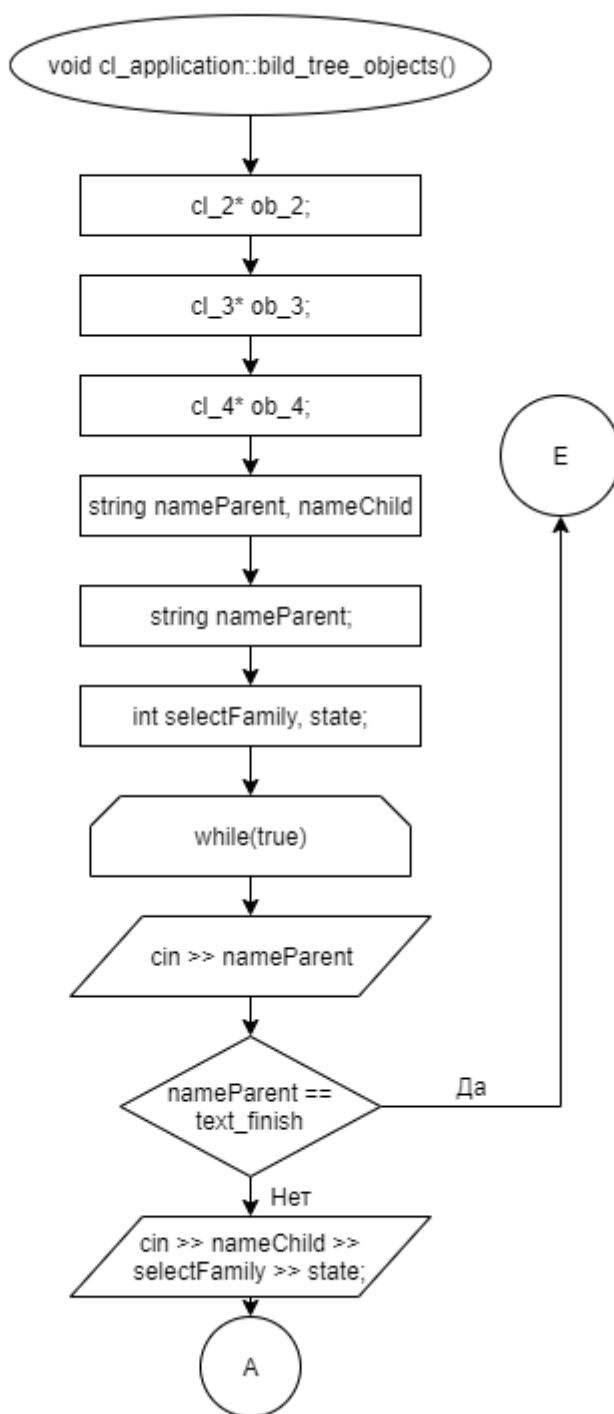 void cl_application::bild_tree_objects()
cl_2* ob_2;
cl_3* ob_3;
cl_4* ob_4;
E
string nameParent, nameChild
string nameParent;
int selectFamily, state;
while(true)
cin >> nameParent
nameParent ==
text_finish
Да
Нет
cin >> nameChild >>
selectFamily >> state;
A